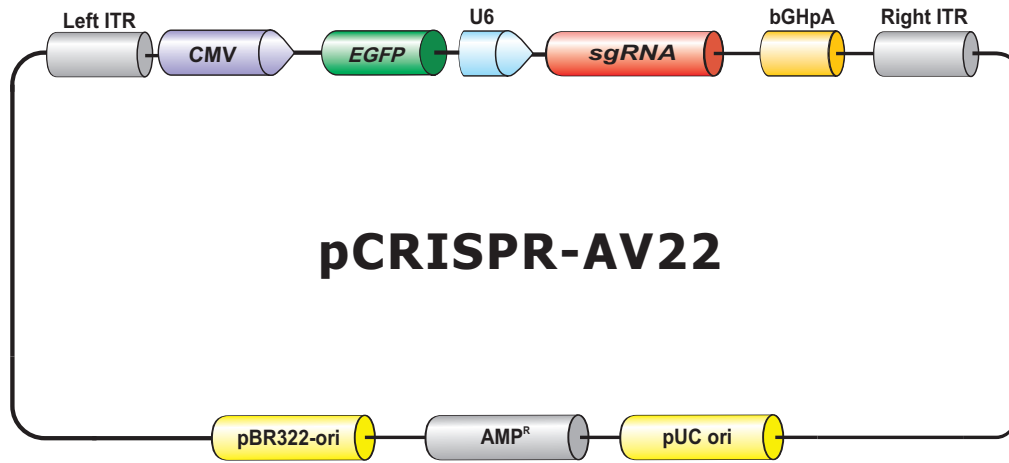 Left ITR
CMV
EGFP
U6
sgRNA
bGHpA
Right ITR
pCRISPR-AV22
pBR322-ori
AMPᴿ
pUC ori